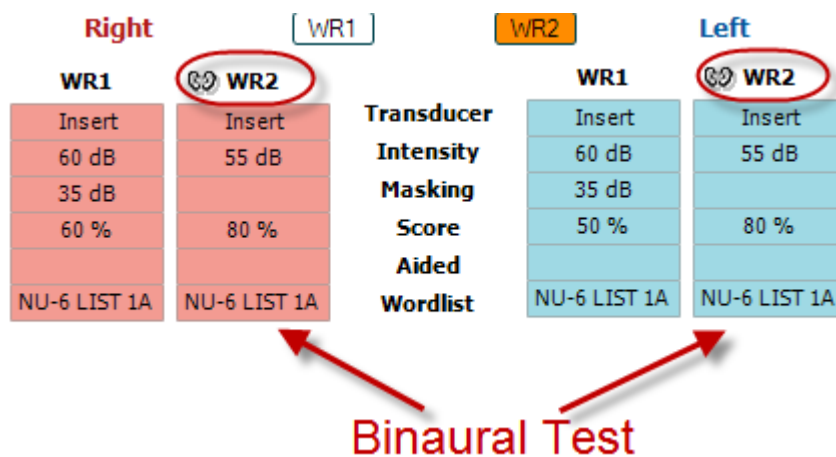 Right WR1 WR2 Left
WR1 WR2 WR1 WR2
Insert Insert Transducer Insert Insert
60 dB 55 dB Intensity 60 dB 55 dB
35 dB Masking 35 dB
60 % 80 % Score 50 % 80 %
Aided
NU-6 LIST 1A NU-6 LIST 1A Wordlist NU-6 LIST 1A NU-6 LIST 1A
Binaural Test